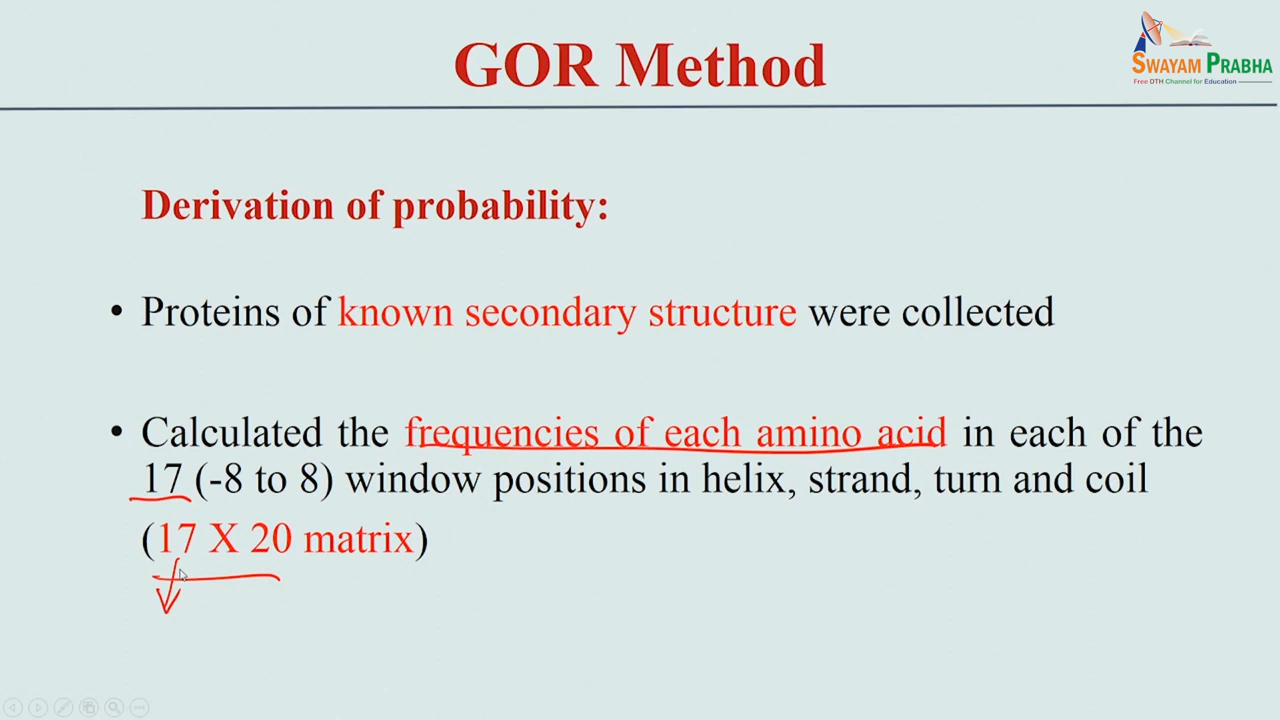 GOR Method
SWAYAM PRABHA
Free DTH Channel for Education
Derivation of probability:
• Proteins of known secondary structure were collected
• Calculated the frequencies of each amino acid in each of the
17 (-8 to 8) window positions in helix, strand, turn and coil
(17 X 20 matrix)